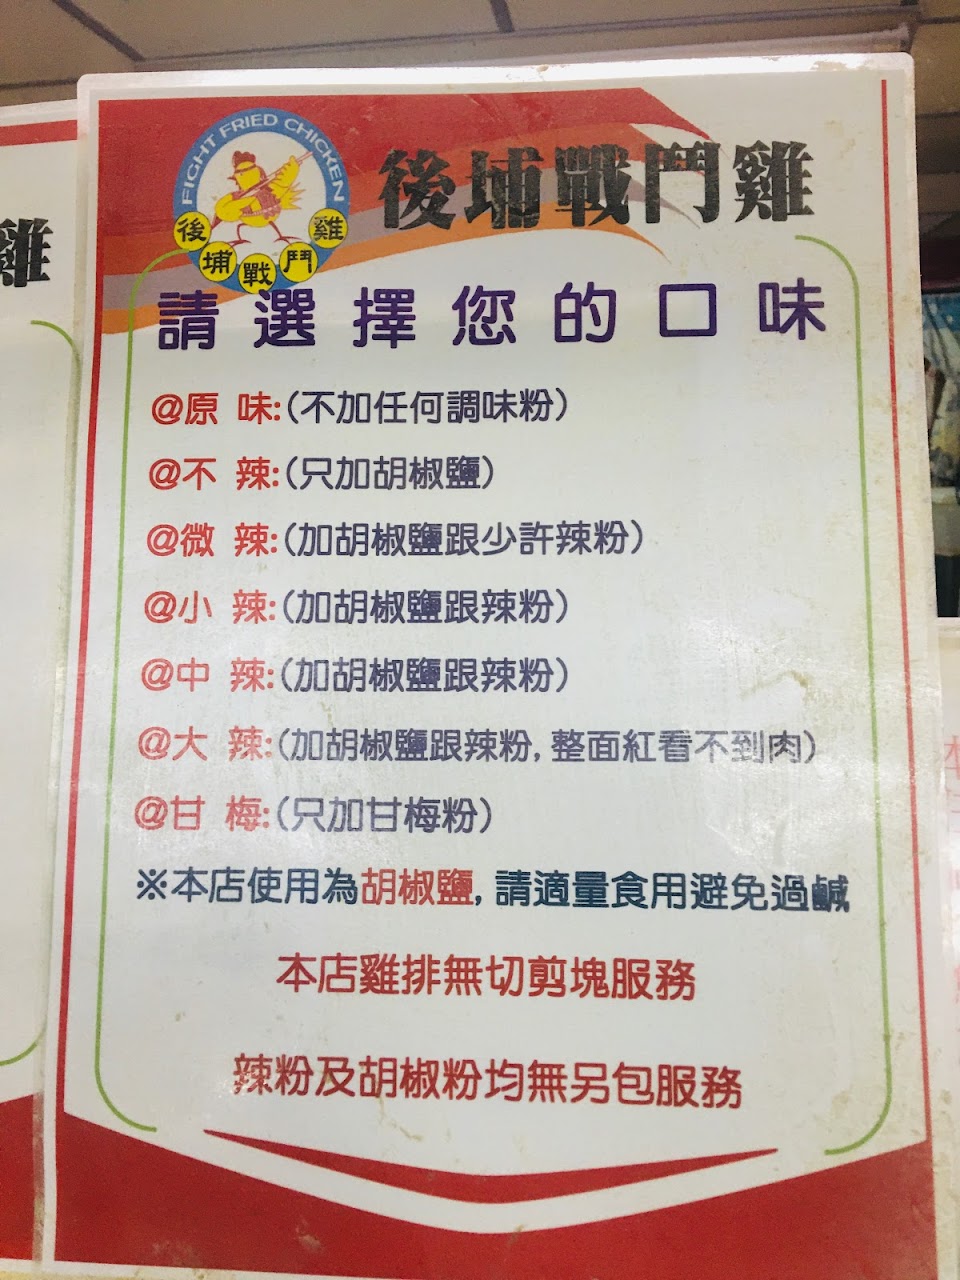 FIGHT FRIED CHICKEN
後埔戰鬥雞
後埔戰鬥雞
請選擇您的口味
@原 味:(不加任何調味粉)
@不 辣:(只加胡椒鹽)
@微 辣:(加胡椒鹽跟少許辣粉)
@小 辣:(加胡椒鹽跟辣粉)
@中 辣:(加胡椒鹽跟辣粉)
@大 辣:(加胡椒鹽跟辣粉,整面紅看不到肉)
@甘 梅:(只加甘梅粉)
※本店使用為胡椒鹽,請適量食用避免過鹹
本店雞排無切剪塊服務
辣粉及胡椒粉均無另包服務
雞